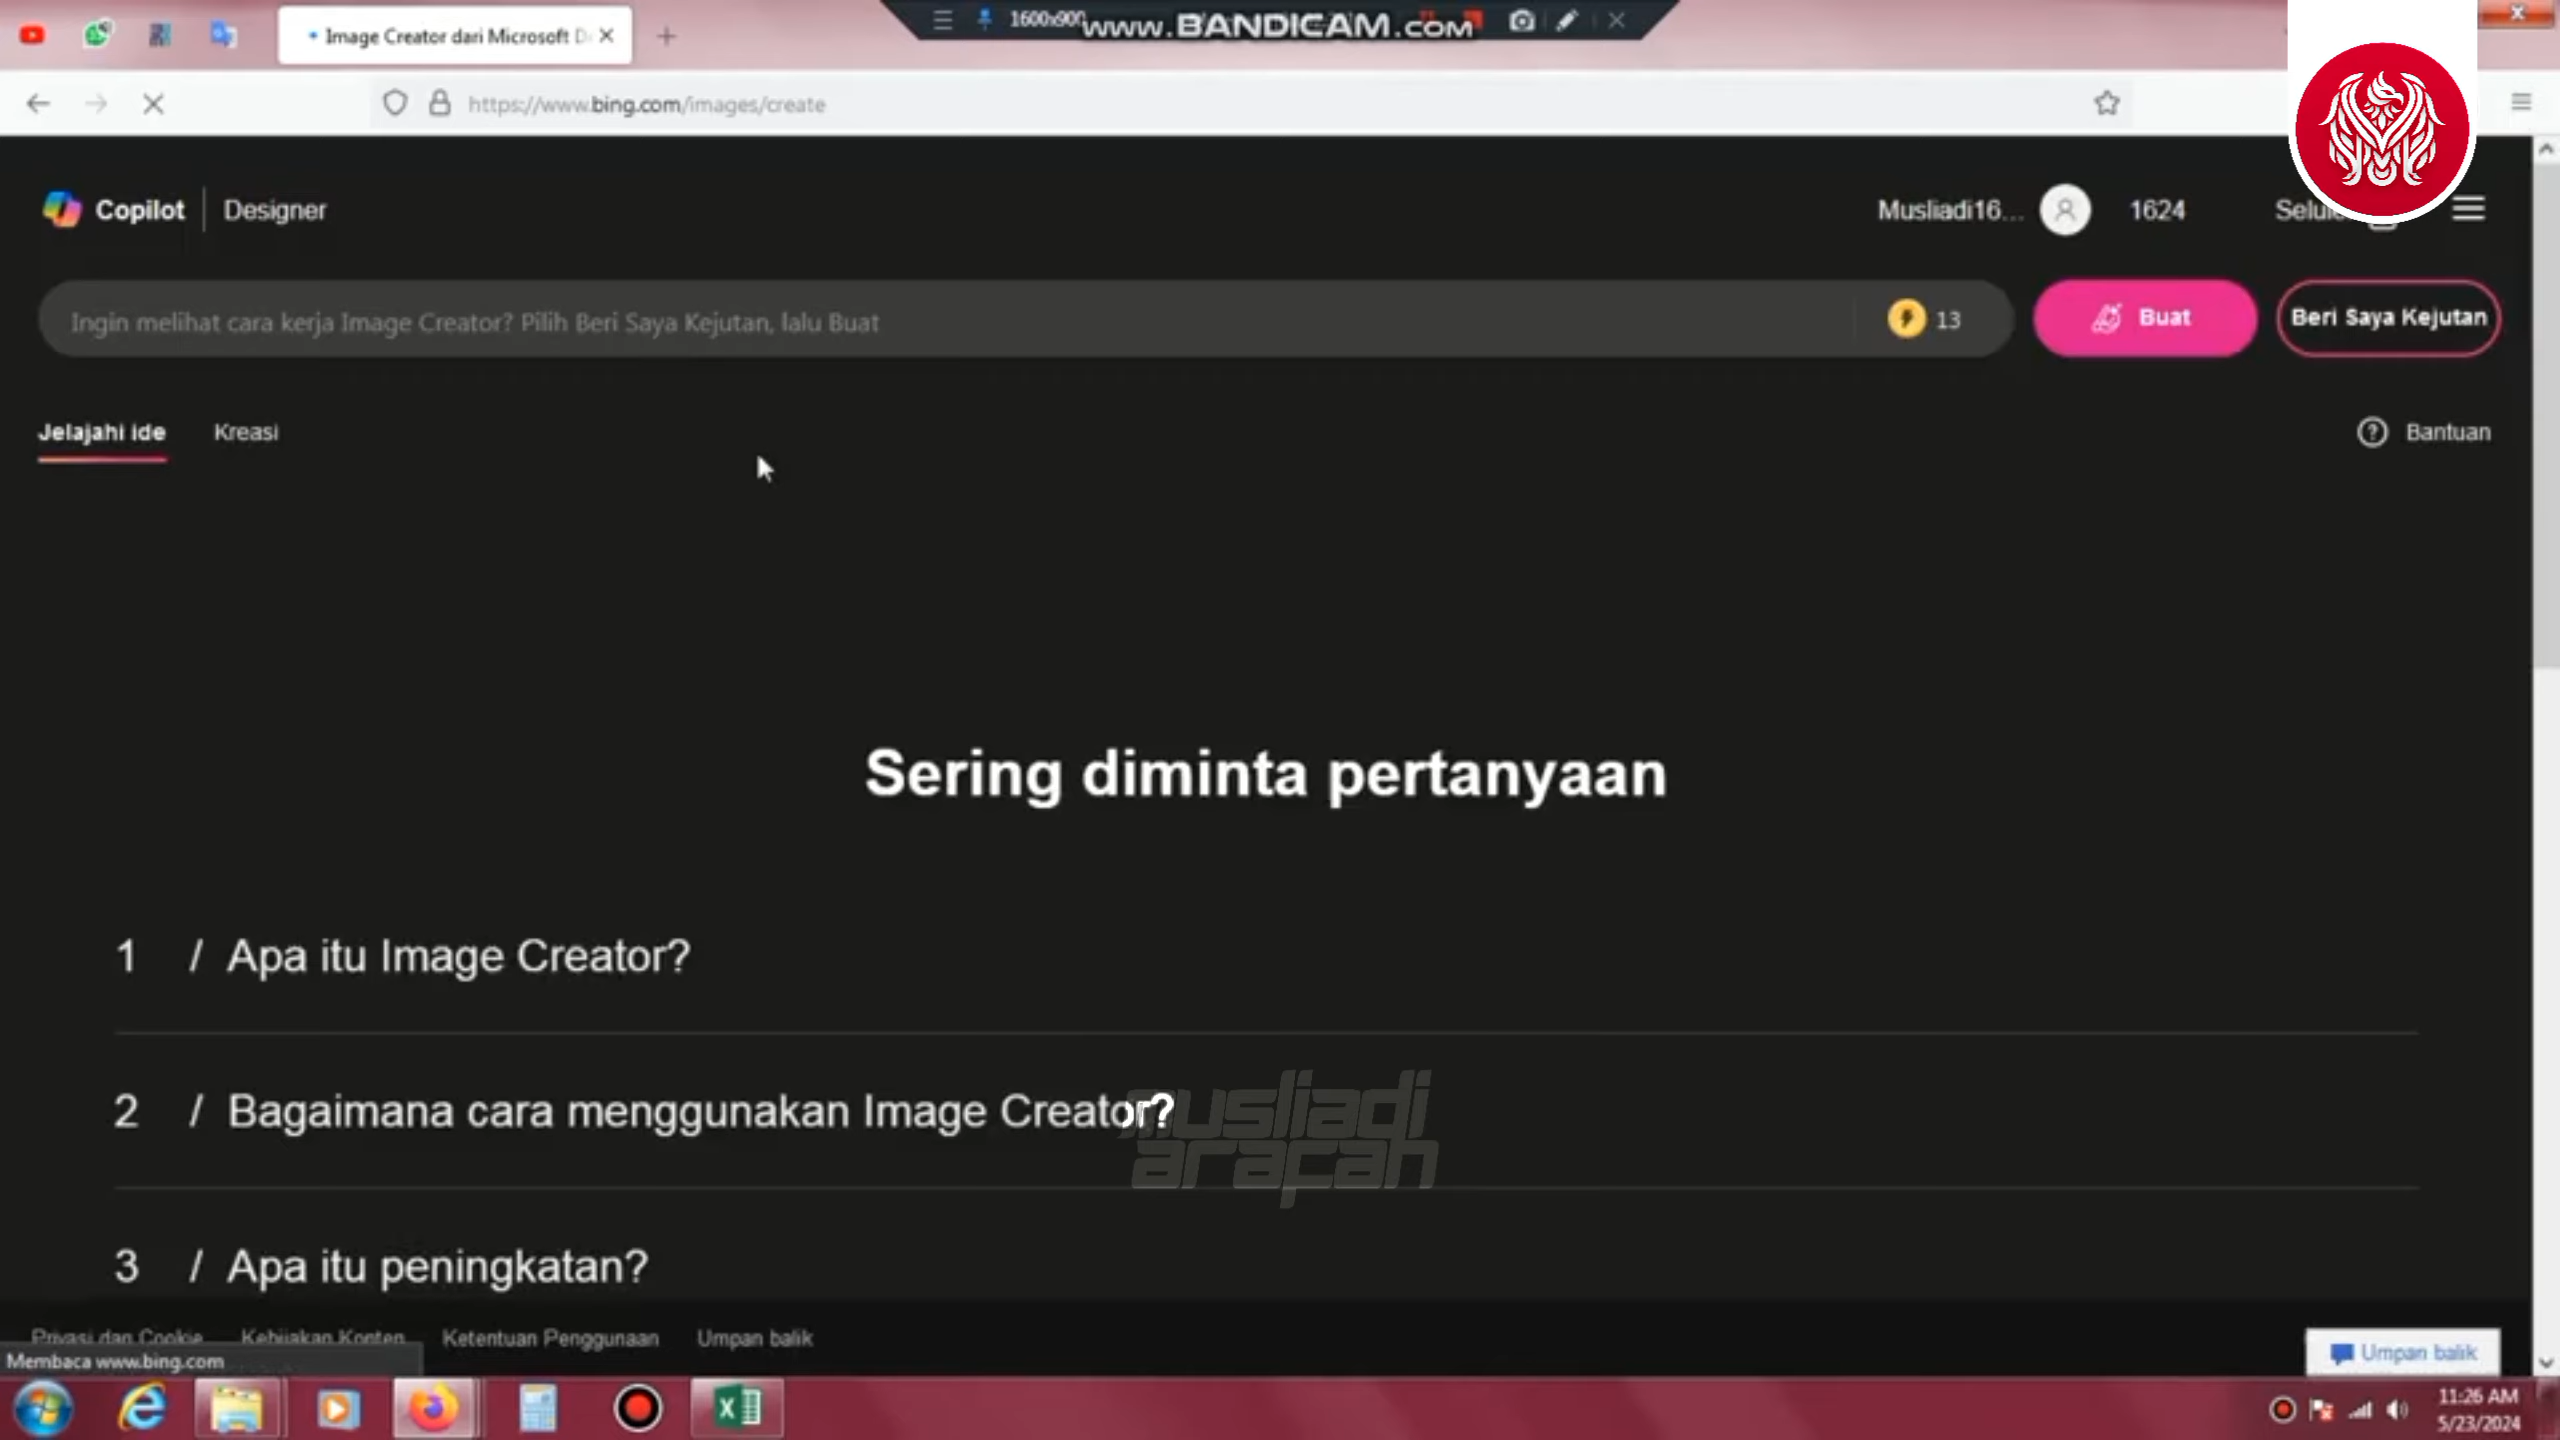 Image Creator dari Microsoft D
1600x900
www.BANDICAM.com
https://www.bing.com/images/create
Copilot
Designer
Musliadi16...
1624
Ingin melihat cara kerja Image Creator? Pilih Beri Saya Kejutan, lalu Buat
13
Buat
Beri Saya Kejutan
Jelajahi ide
Kreasi
Bantuan
Sering diminta pertanyaan
1 / Apa itu Image Creator?
2 / Bagaimana cara menggunakan Image Creator?
musliadi
arapah
3 / Apa itu peningkatan?
Privasi dan Cookie
Kebijakan Konten
Ketentuan Penggunaan
Umpan balik
Membaca www.bing.com
Umpan balik
11:26 AM
5/23/2024